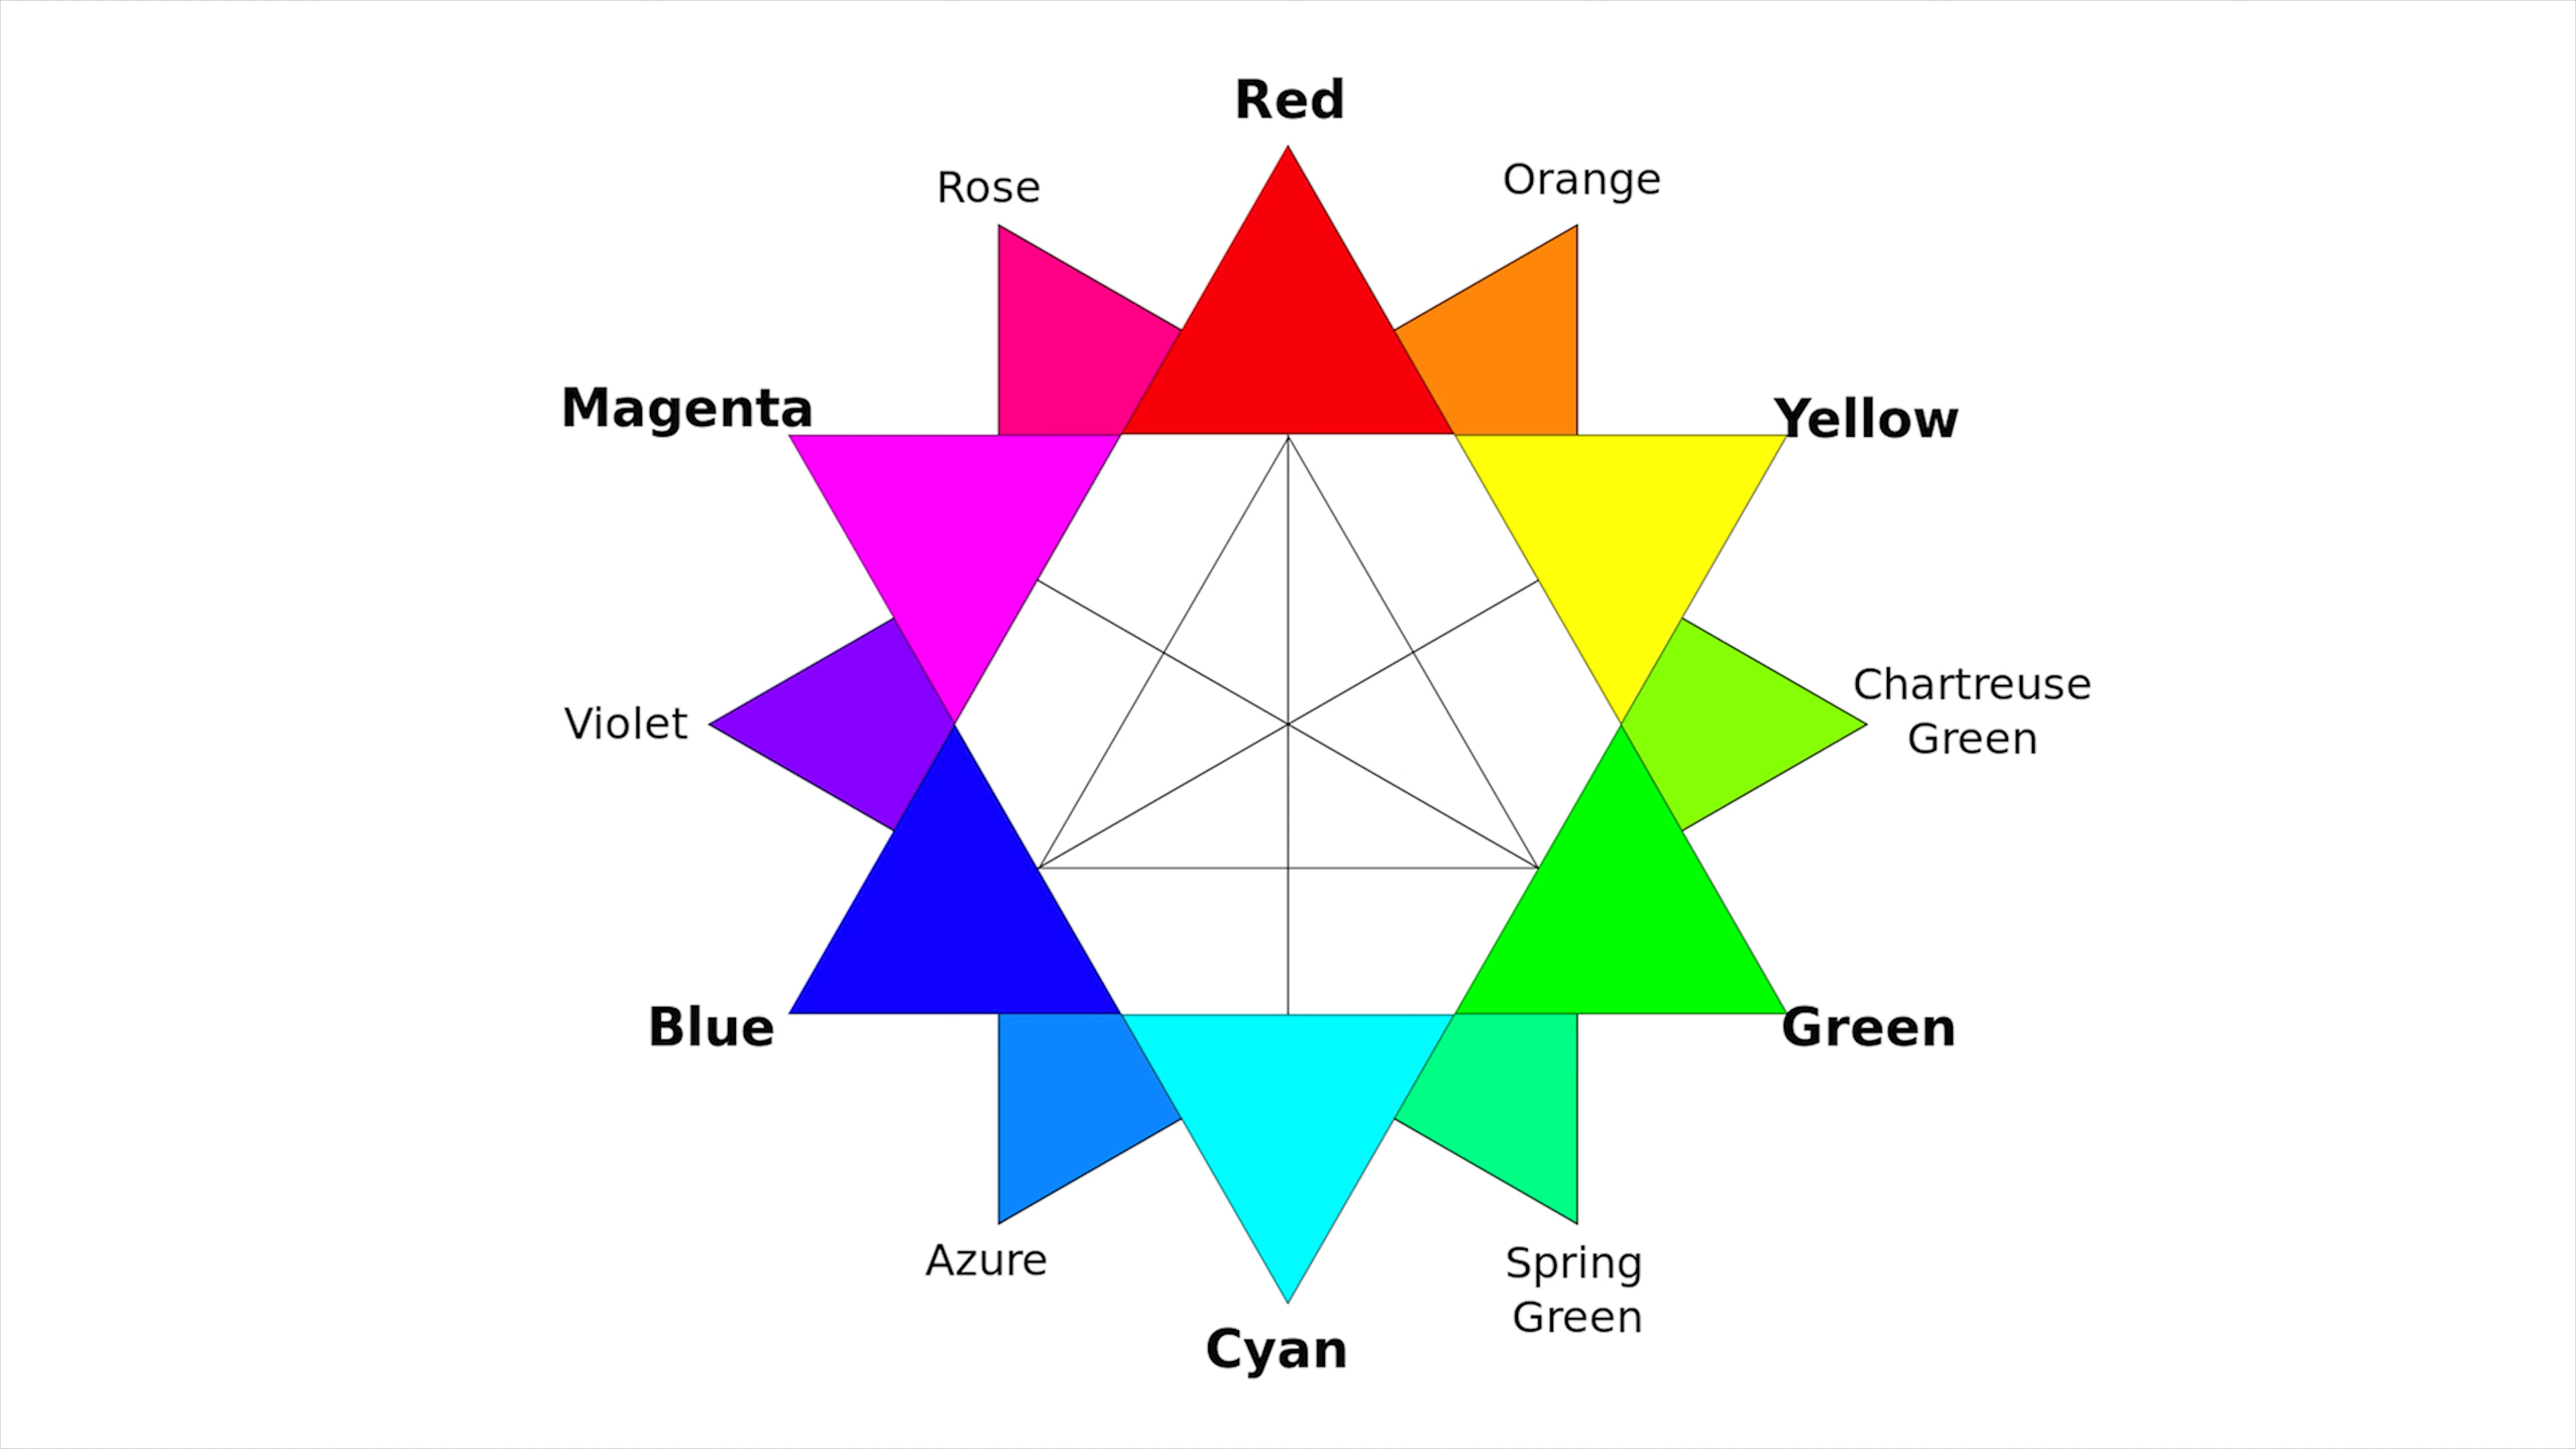 Red
Rose
Orange
Magenta
Yellow
Violet
Chartreuse
Green
Blue
Green
Azure
Spring
Green
Cyan